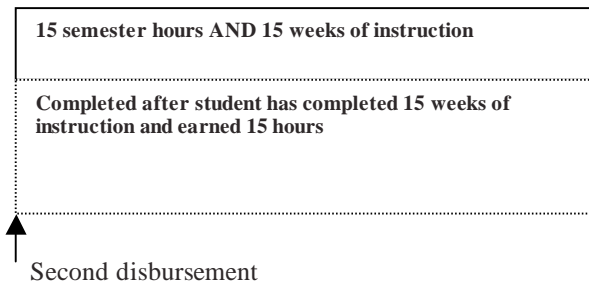 15 semester hours AND 15 weeks of instruction
Completed after student has completed 15 weeks of
instruction and earned 15 hours
Second disbursement